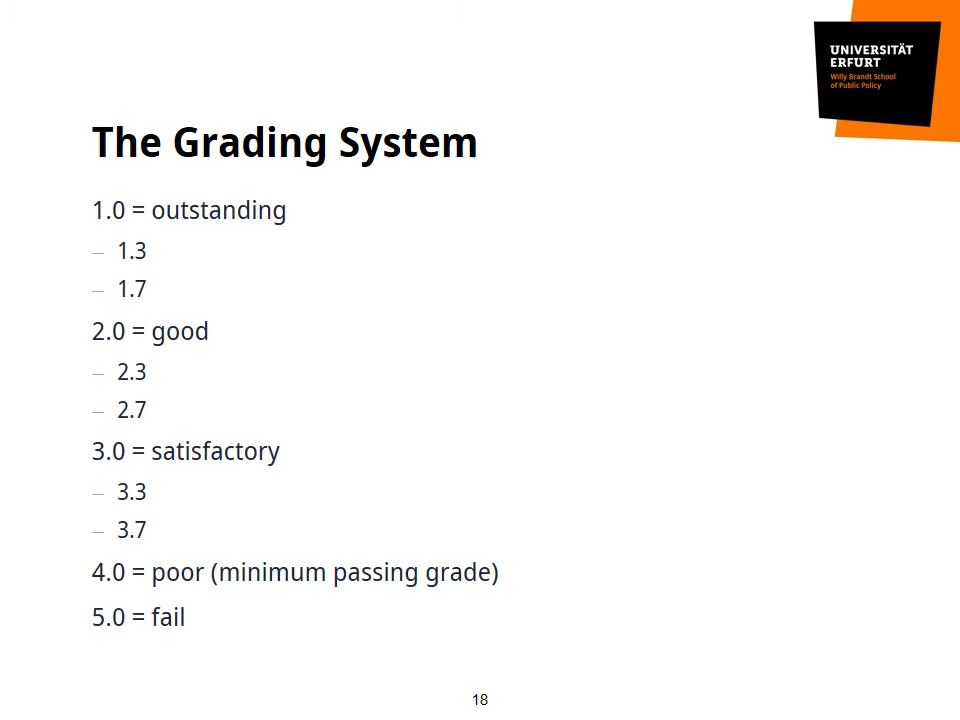 UNIVERSITÄT
ERFURT
Willy Brandt School
of Public Policy
The Grading System
1.0 = outstanding
– 1.3
– 1.7
2.0 = good
– 2.3
– 2.7
3.0 = satisfactory
– 3.3
– 3.7
4.0 = poor (minimum passing grade)
5.0 = fail
18